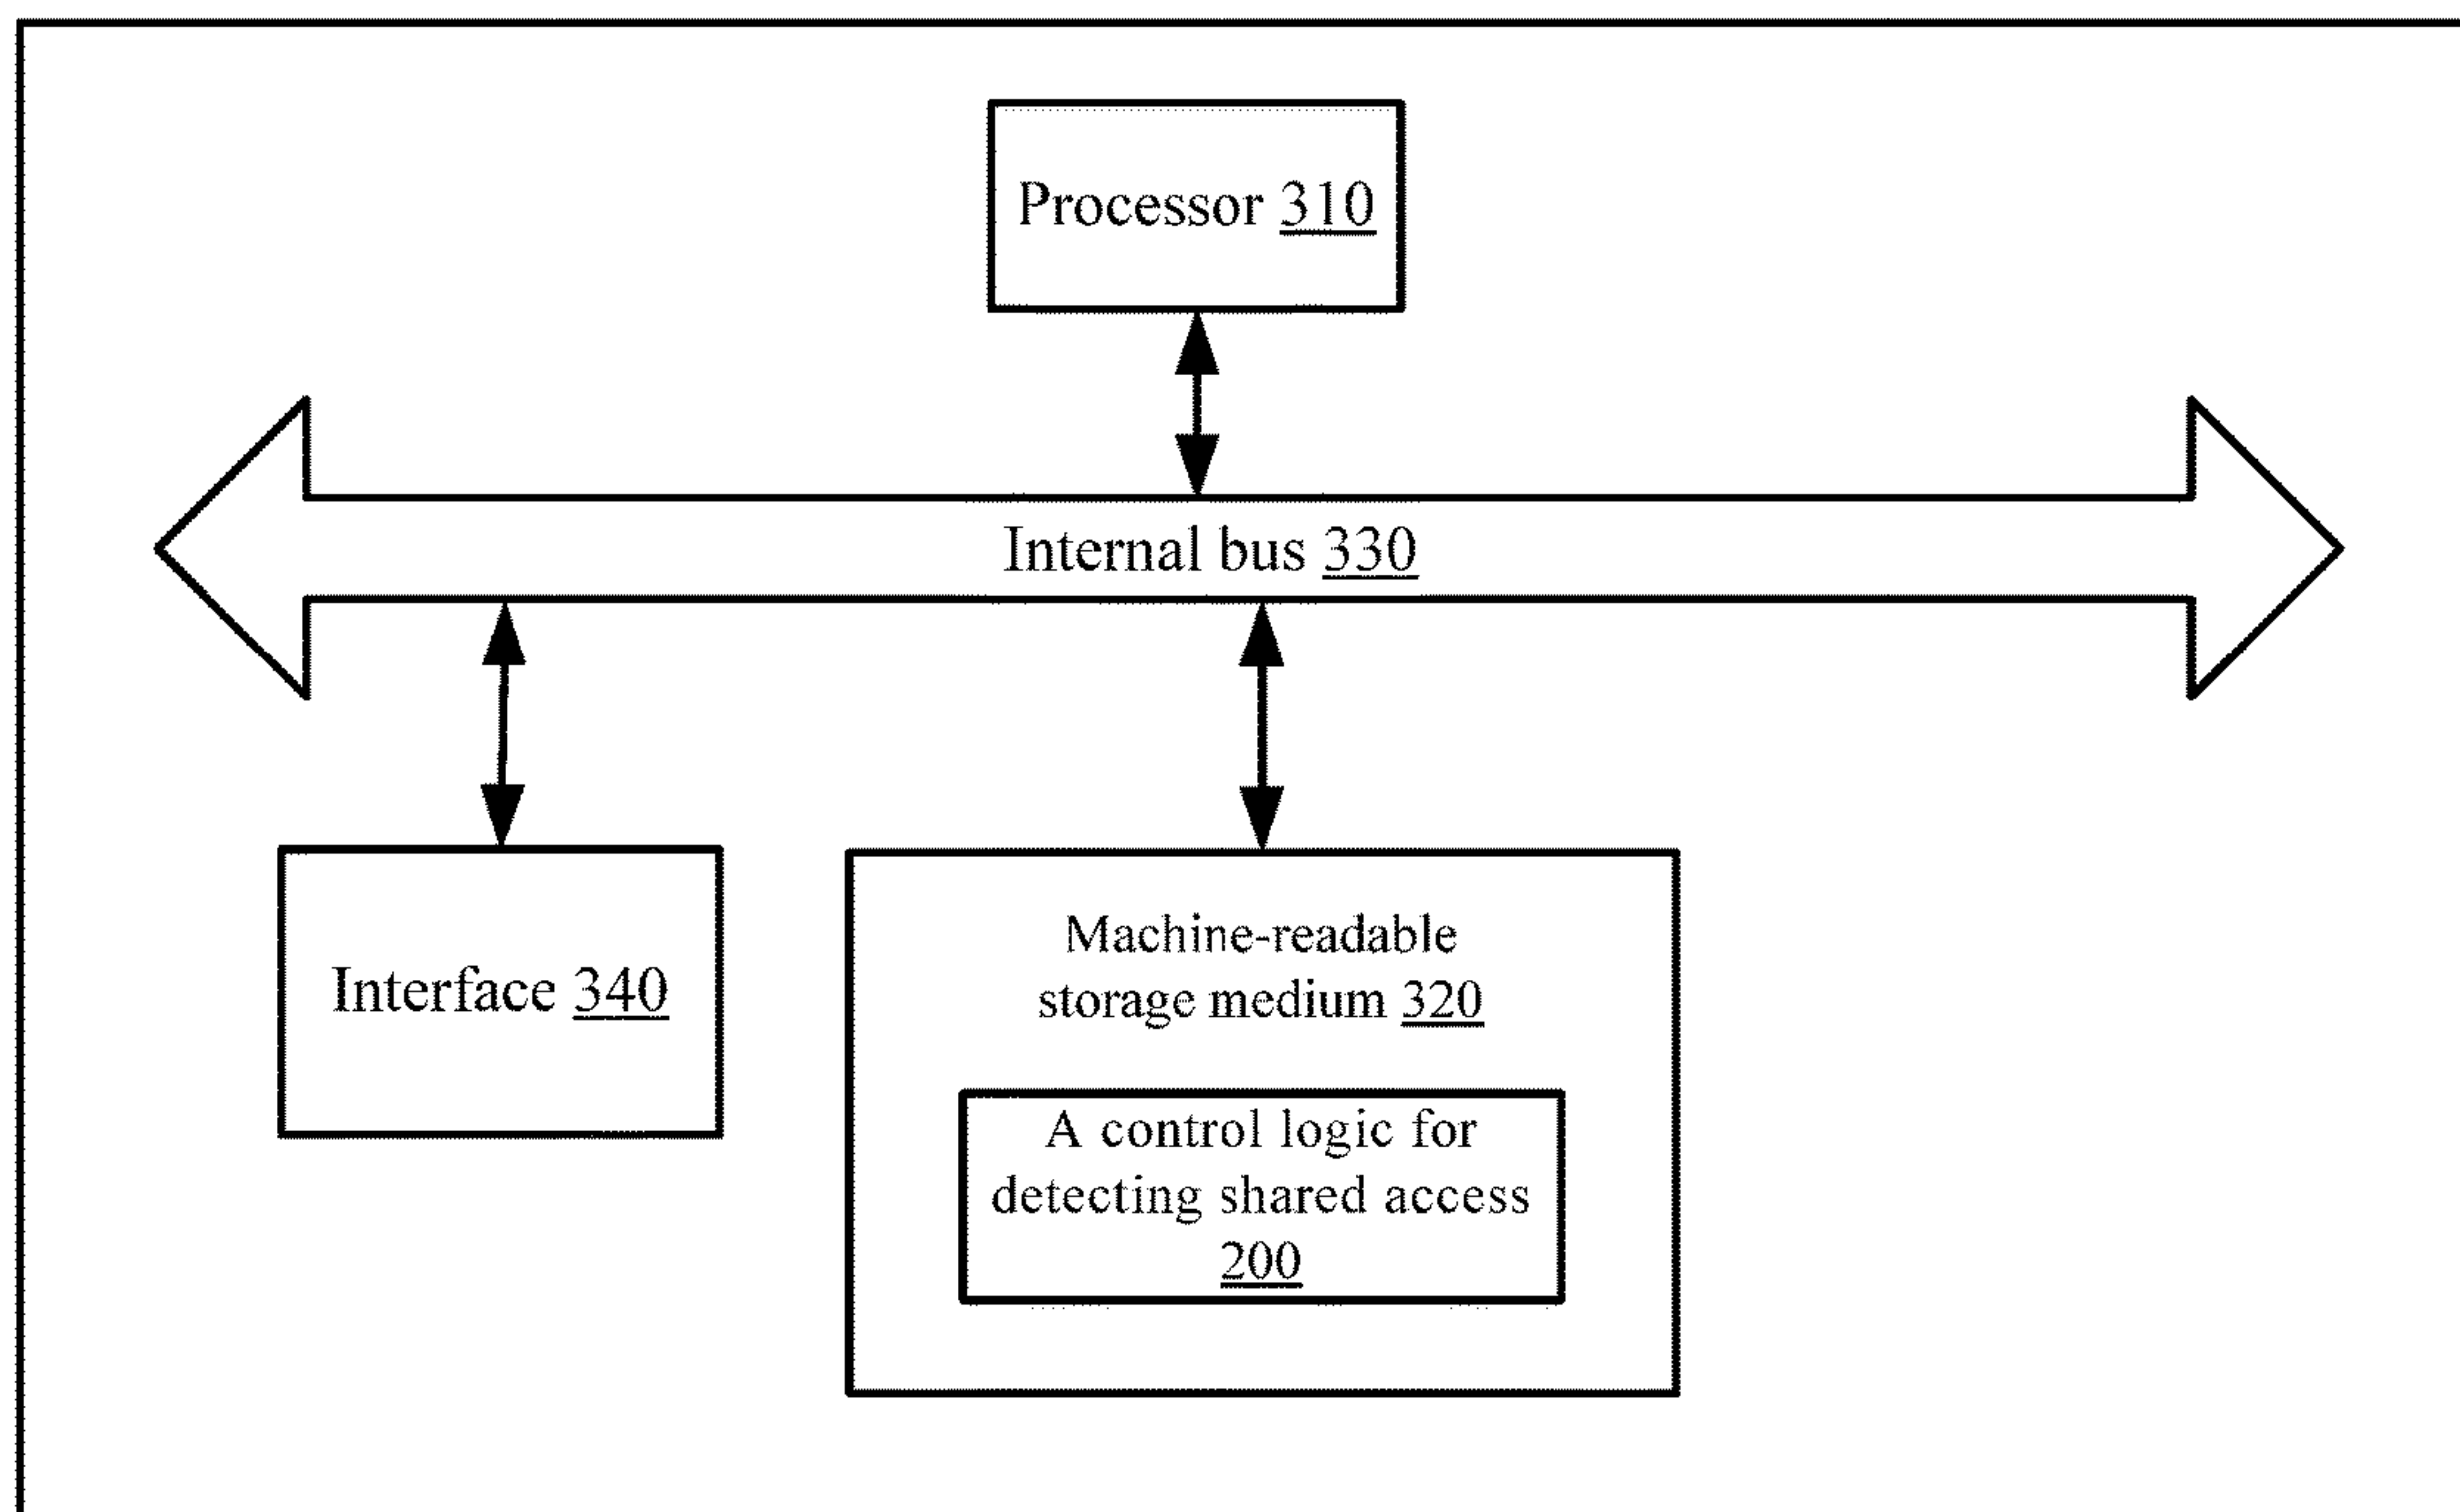 Processor 310
Internal bus 330
Interface 340
Machine-readable
storage medium 320
A control logic for
detecting shared access
200